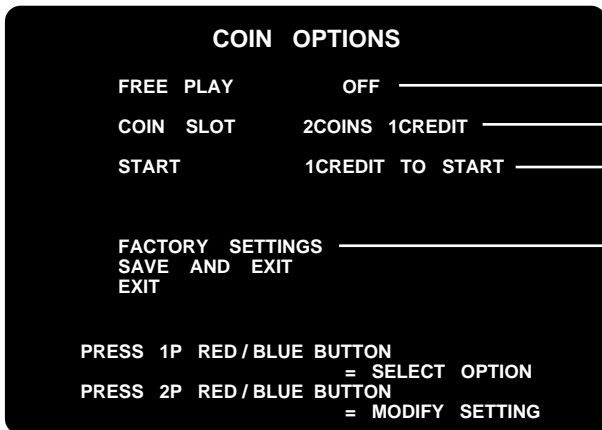 COIN OPTIONS
FREE PLAY OFF
COIN SLOT 2COINS 1CREDIT
START 1CREDIT TO START
FACTORY SETTINGS
SAVE AND EXIT
EXIT
PRESS 1P RED / BLUE BUTTON
= SELECT OPTION
PRESS 2P RED / BLUE BUTTON
= MODIFY SETTING